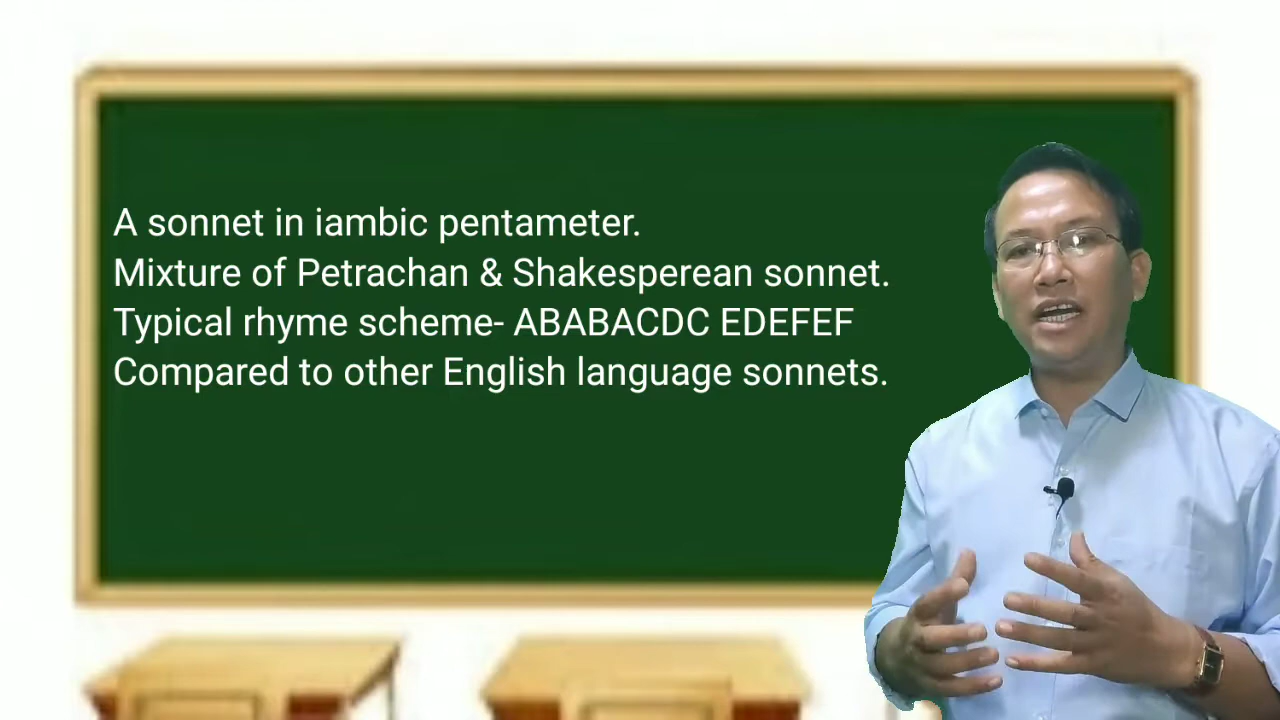 A sonnet in iambic pentameter.
Mixture of Petrachan & Shakesperean sonnet.
Typical rhyme scheme- ABABACDC EDEFEF
Compared to other English language sonnets.